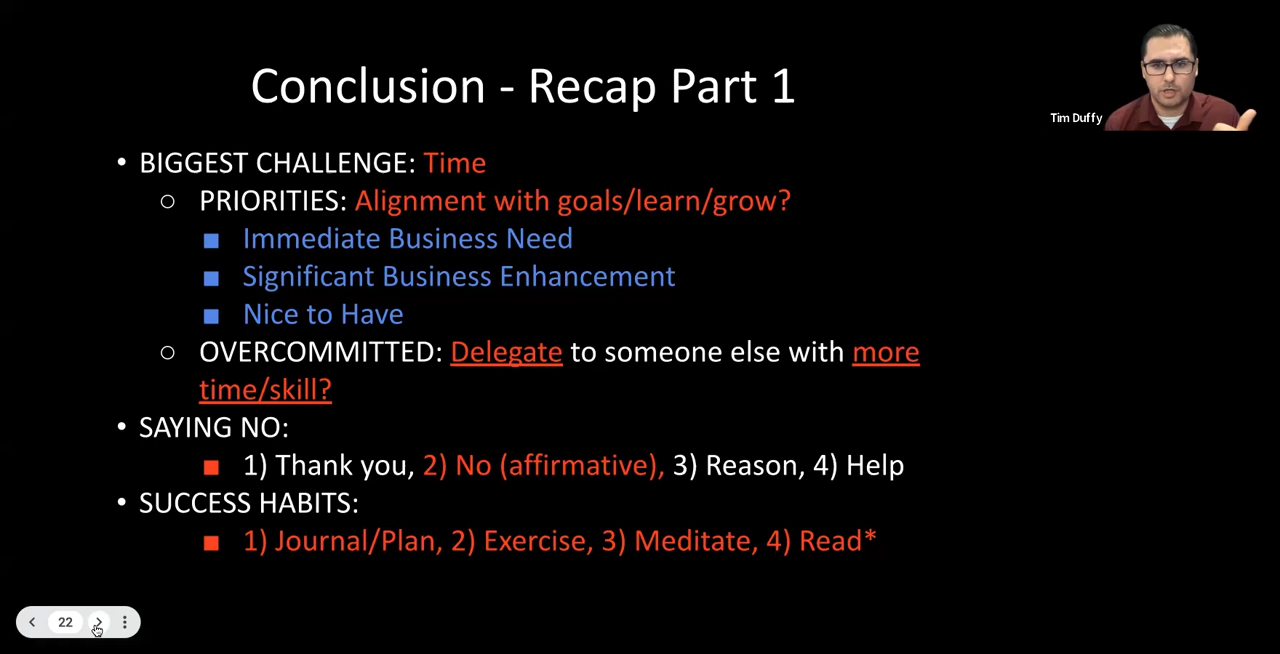 Conclusion - Recap Part 1
Tim Duffy
• BIGGEST CHALLENGE: Time
○ PRIORITIES: Alignment with goals/learn/grow?
■ Immediate Business Need
■ Significant Business Enhancement
■ Nice to Have
○ OVERCOMMITTED: Delegate to someone else with more
time/skill?
• SAYING NO:
■ 1) Thank you, 2) No (affirmative), 3) Reason, 4) Help
• SUCCESS HABITS:
■ 1) Journal/Plan, 2) Exercise, 3) Meditate, 4) Read*
22